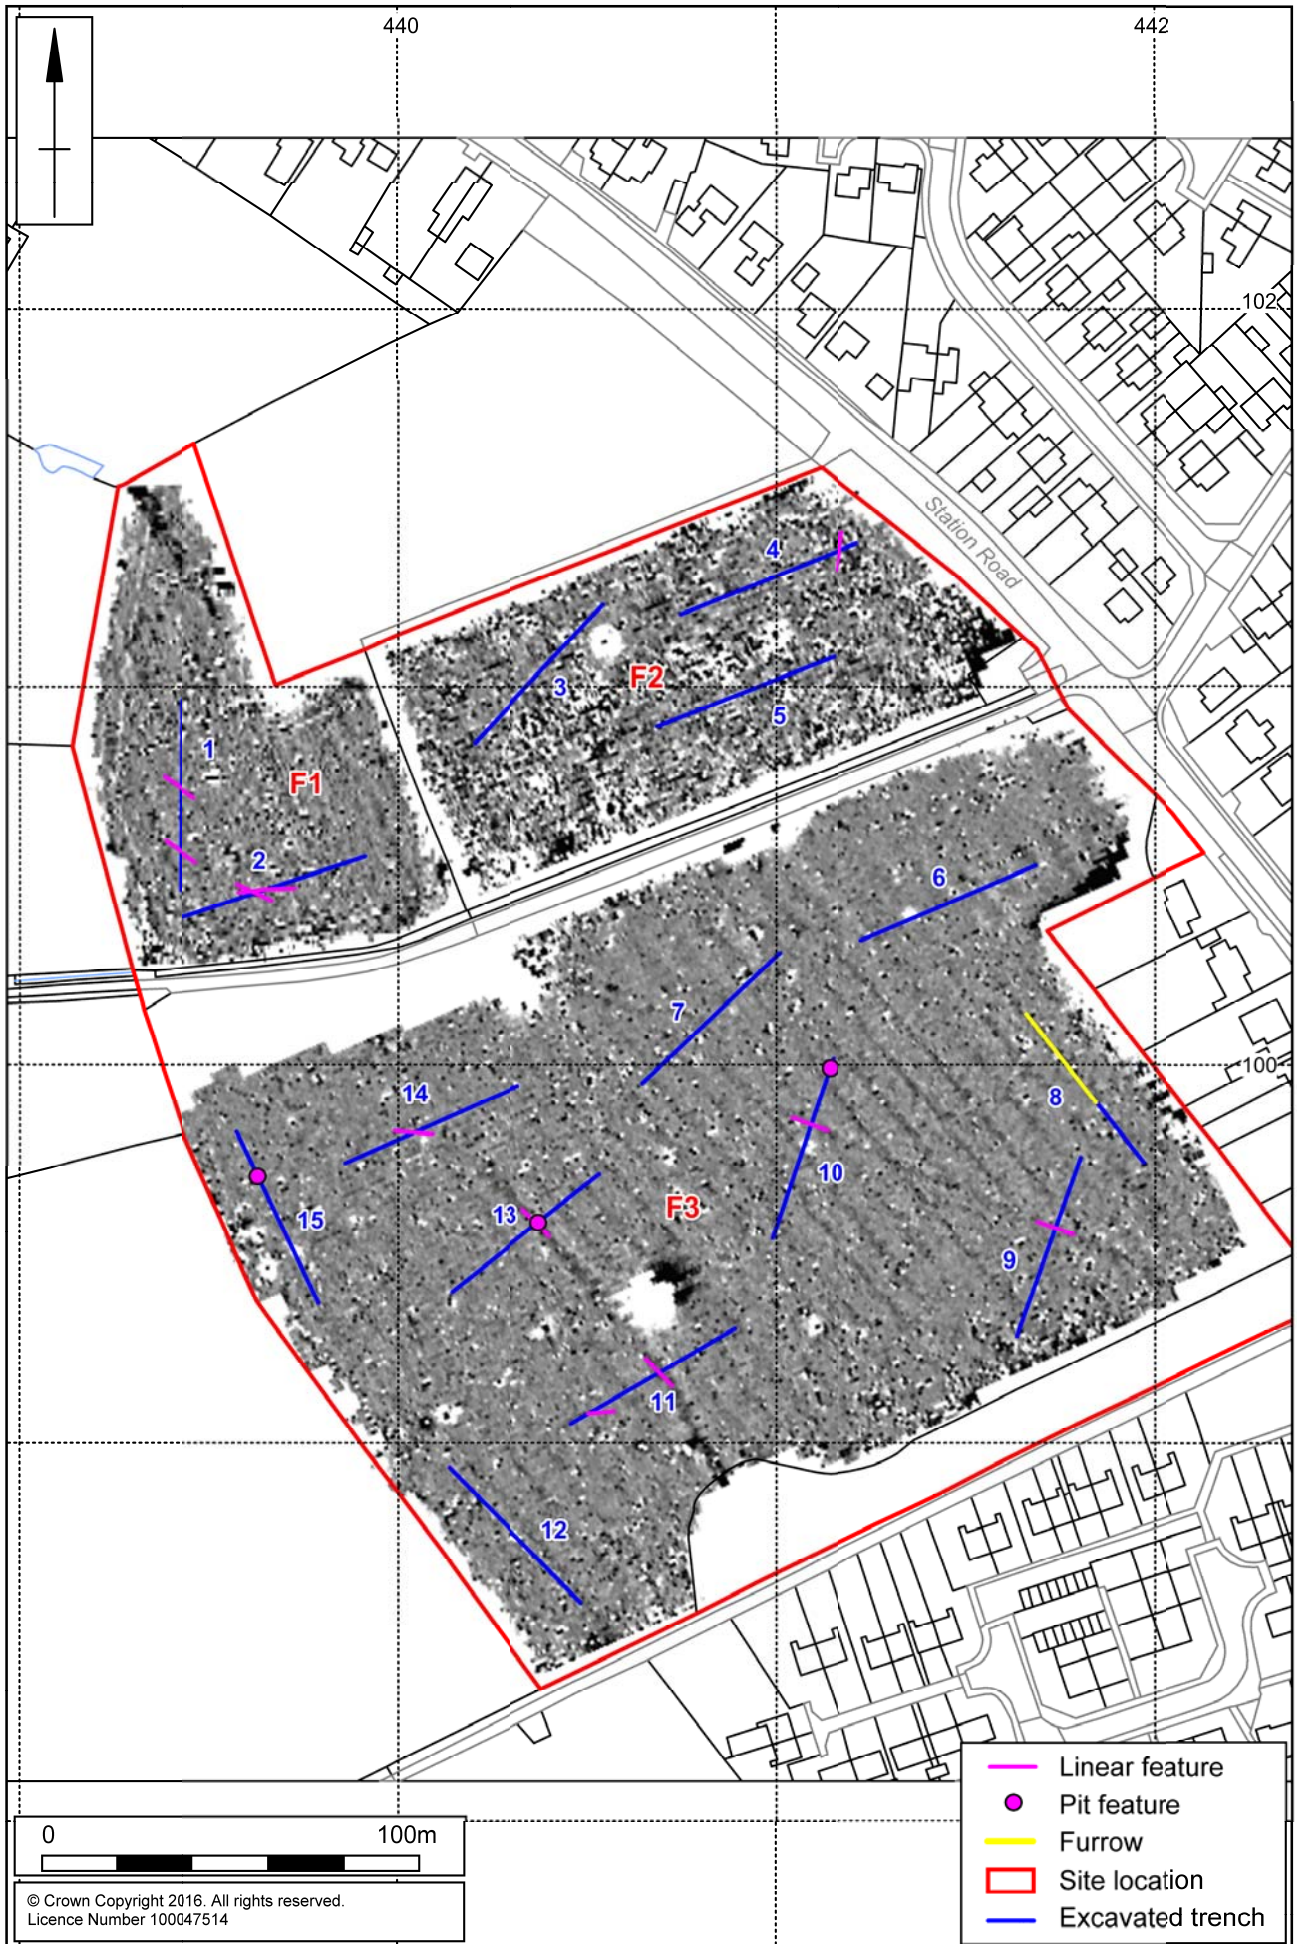 440
442
102
Station Road
4
3
F2
5
1
F1
2
6
7
100
8
14
10
15
13
F3
9
11
12
Linear feature
Pit feature
Furrow
Site location
Excavated trench
0 100m
© Crown Copyright 2016. All rights reserved.
Licence Number 100047514